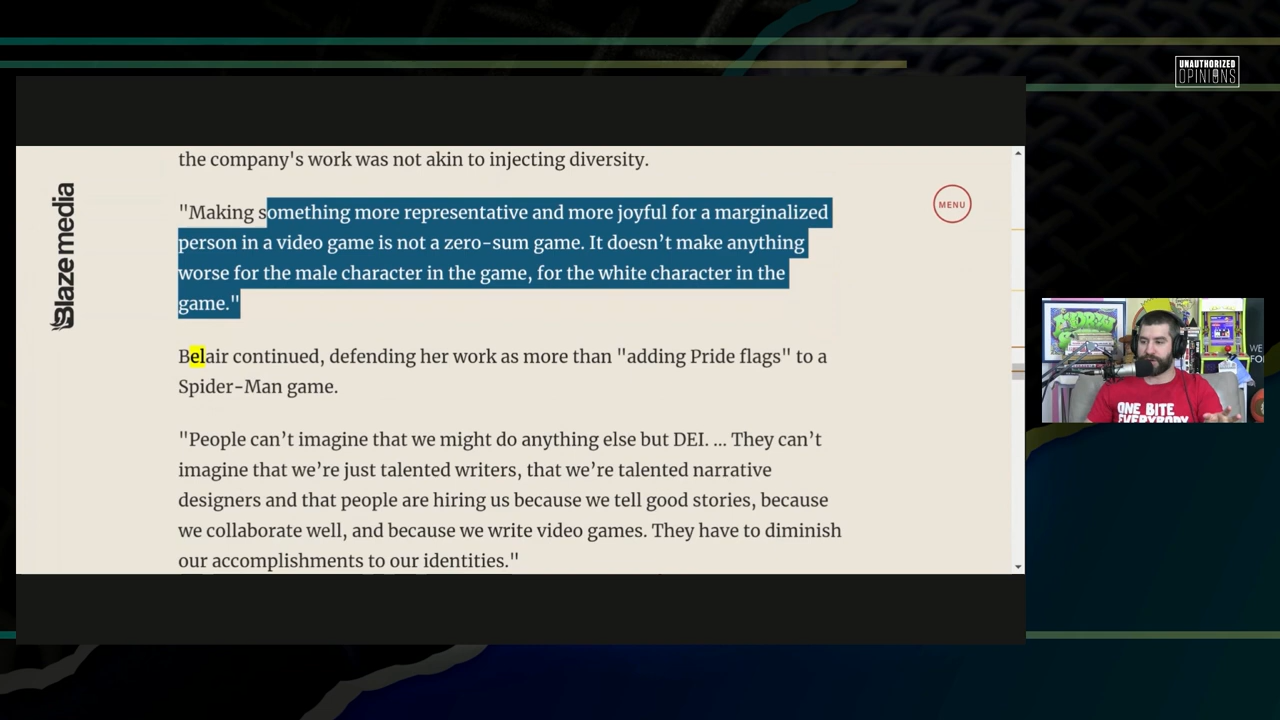 UNAUTHORIZED
OPINIONS
the company's work was not akin to injecting diversity.
Blaze media
MENU
"Making something more representative and more joyful for a marginalized
person in a video game is not a zero-sum game. It doesn’t make anything
worse for the male character in the game, for the white character in the
game."
Belair continued, defending her work as more than "adding Pride flags" to a
Spider-Man game.
"People can’t imagine that we might do anything else but DEI. ... They can’t
imagine that we’re just talented writers, that we’re talented narrative
designers and that people are hiring us because we tell good stories, because
we collaborate well, and because we write video games. They have to diminish
our accomplishments to our identities."
WE
ONE BITE
EVERYBODY